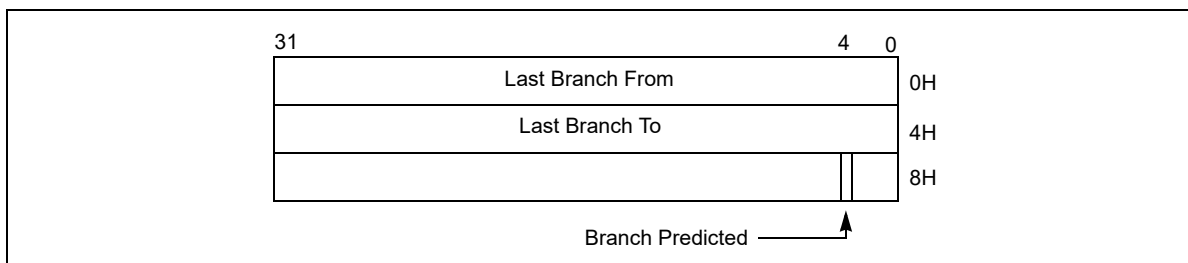 31 4 0
Last Branch From 0H
Last Branch To 4H
8H
Branch Predicted